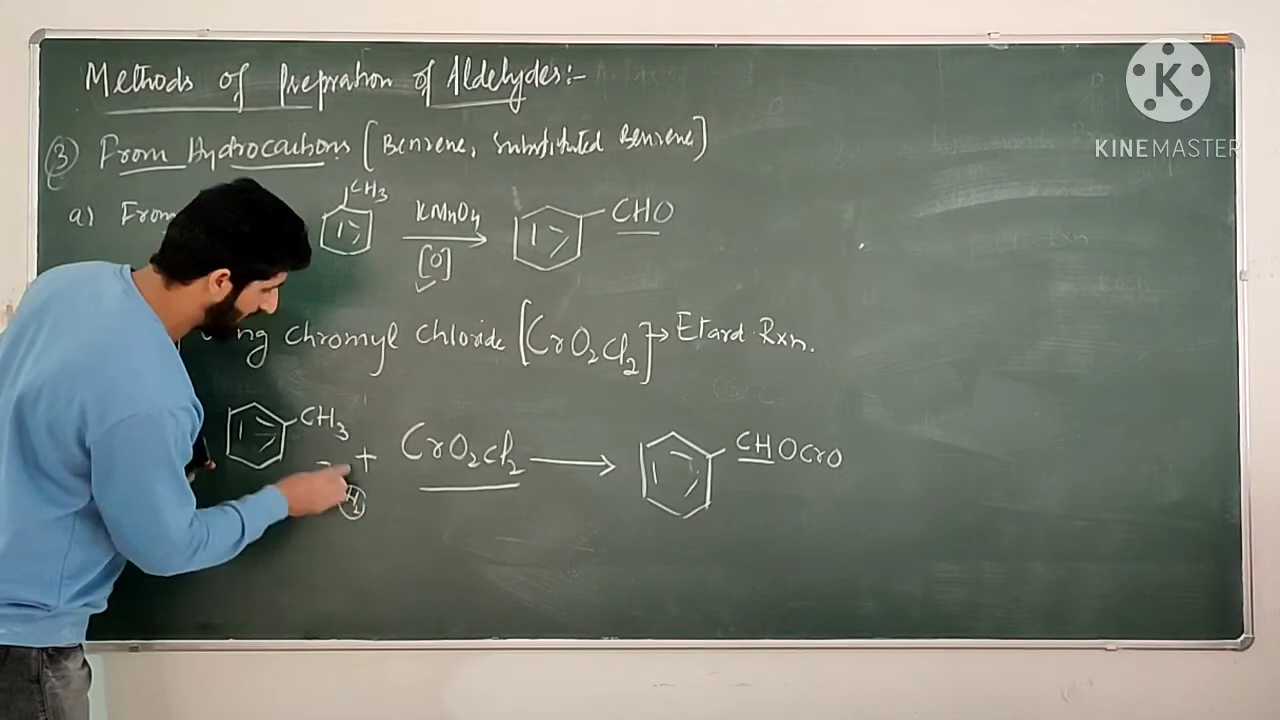 Methods of Prepration of Aldehydes:-
③ From Hydrocarbons [Benzene, Substituted Benzene]
a) From
CH3 KMnO4 [O] CHO
ng Chromyl Chloride [CrO2Cl2] → Etard Rxn.
CH3 + CrO2Cl2 ⟶ CHOCrO
H2
K
KINEMASTER